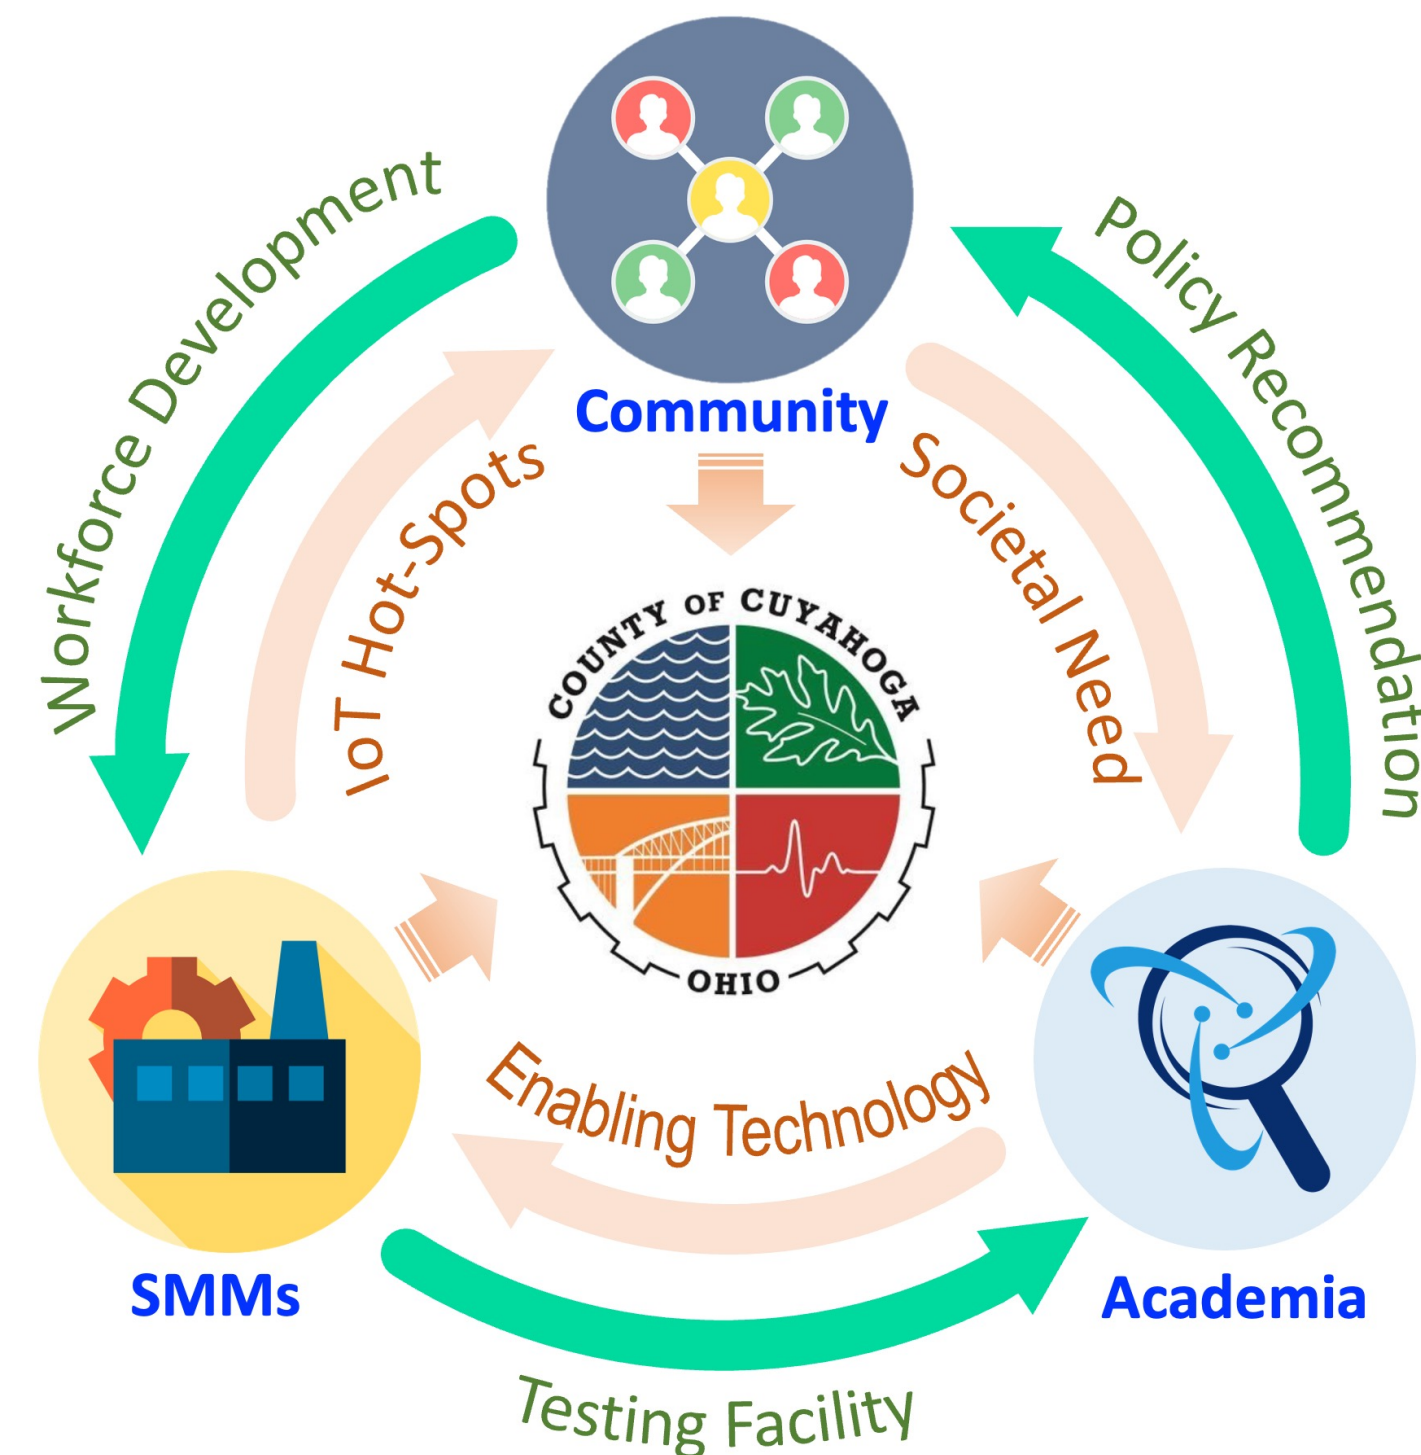 Workforce Development
Policy Recommendation
Community
IoT Hot-Spots
Societal Need
COUNTY OF CUYAHOGA
OHIO
Enabling Technology
SMMs
Academia
Testing Facility